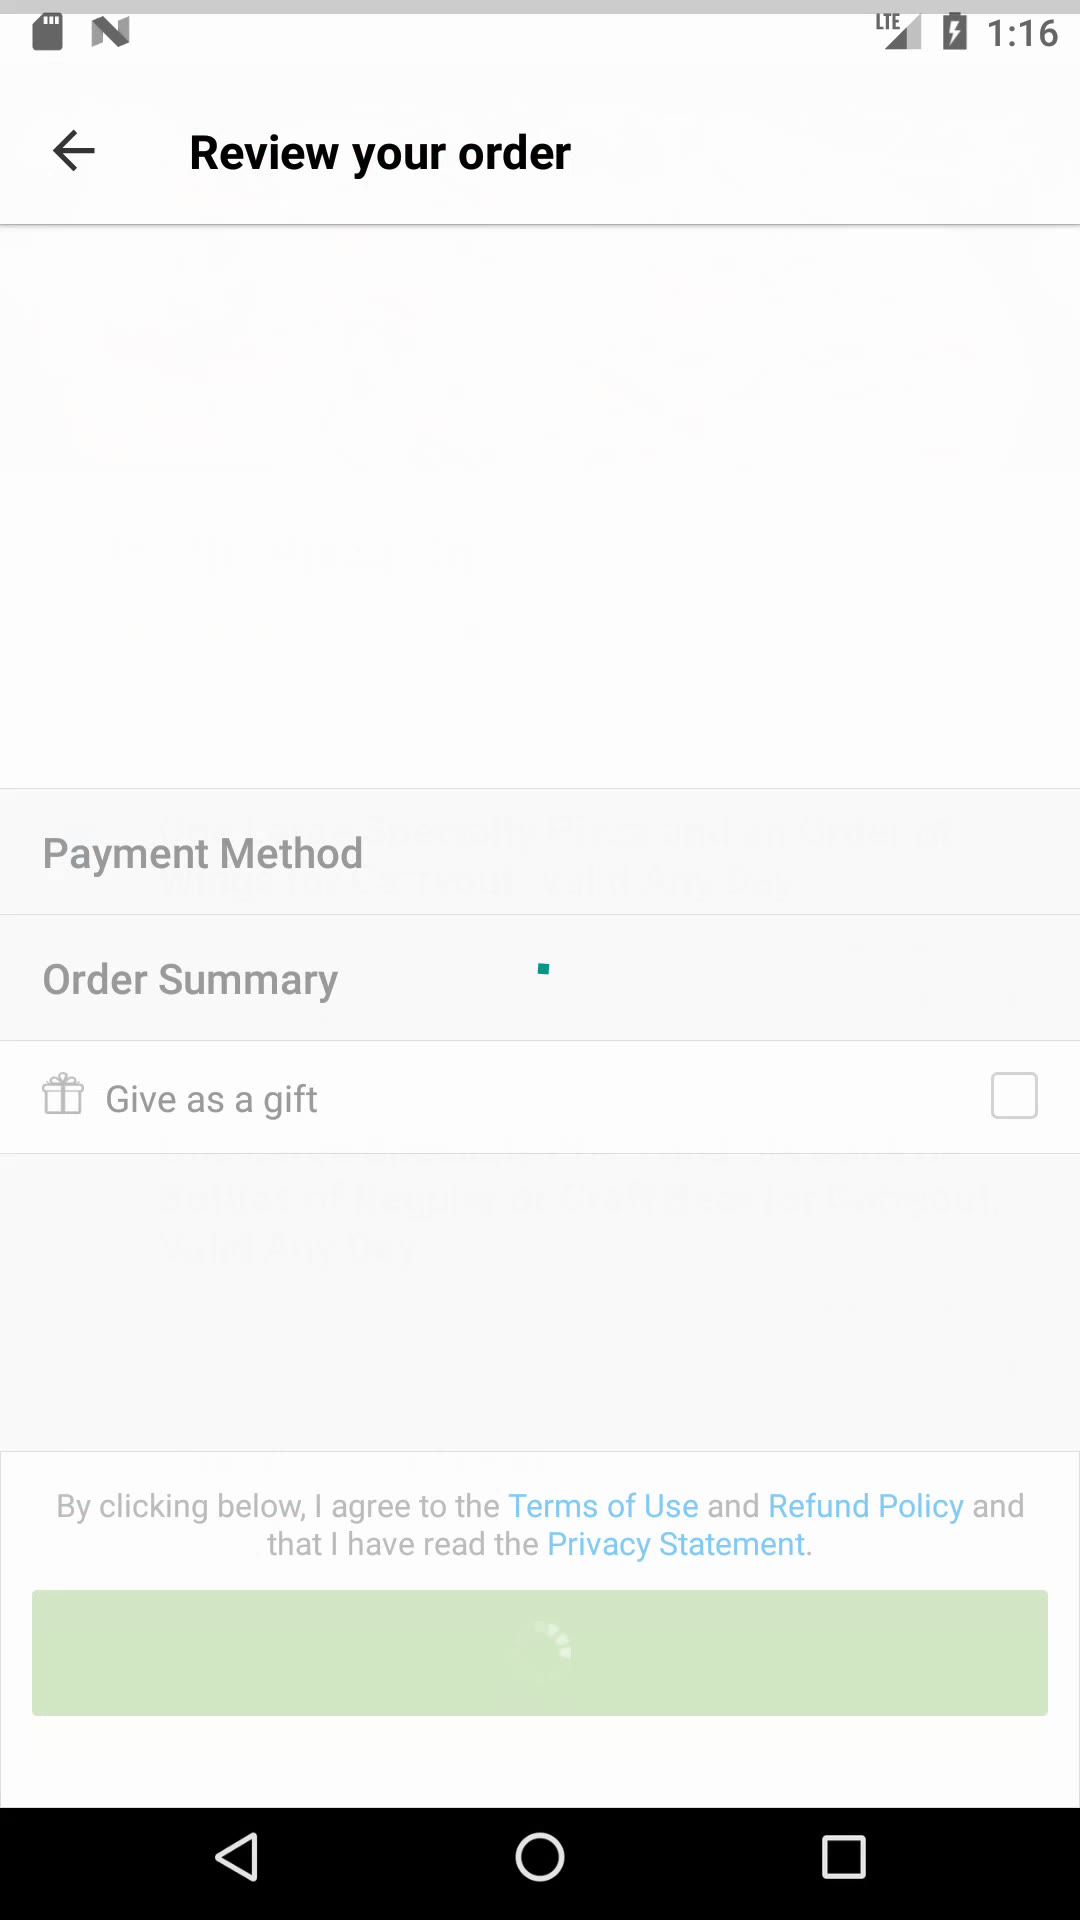 LTE 1:16
Review your order
Payment Method
Order Summary
Give as a gift
By clicking below, I agree to the Terms of Use and Refund Policy and
that I have read the Privacy Statement.